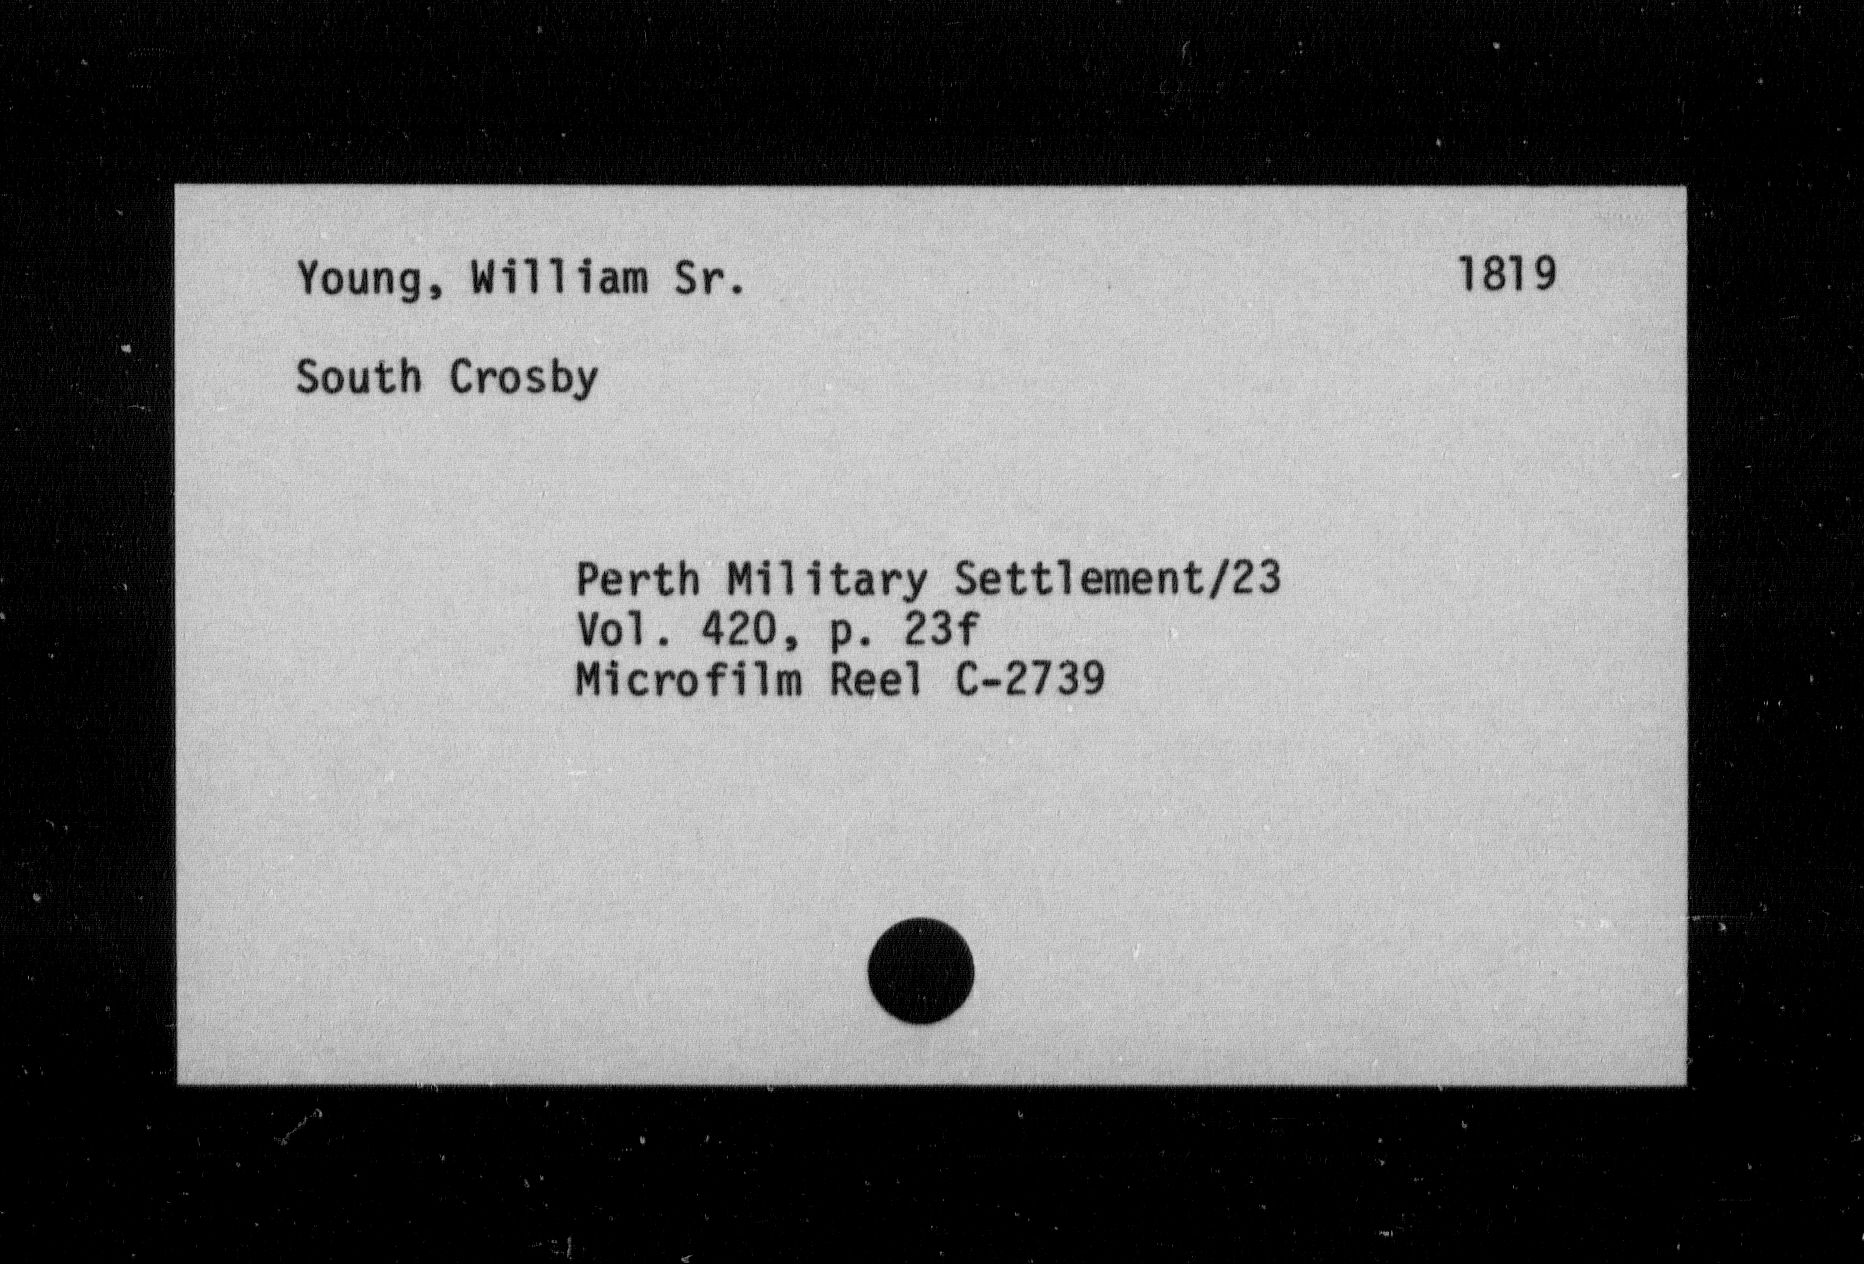 Young, William Sr. 1819
South Crosby
Perth Military Settlement/23
Vol. 420, p. 23f
Microfilm Reel C-2739